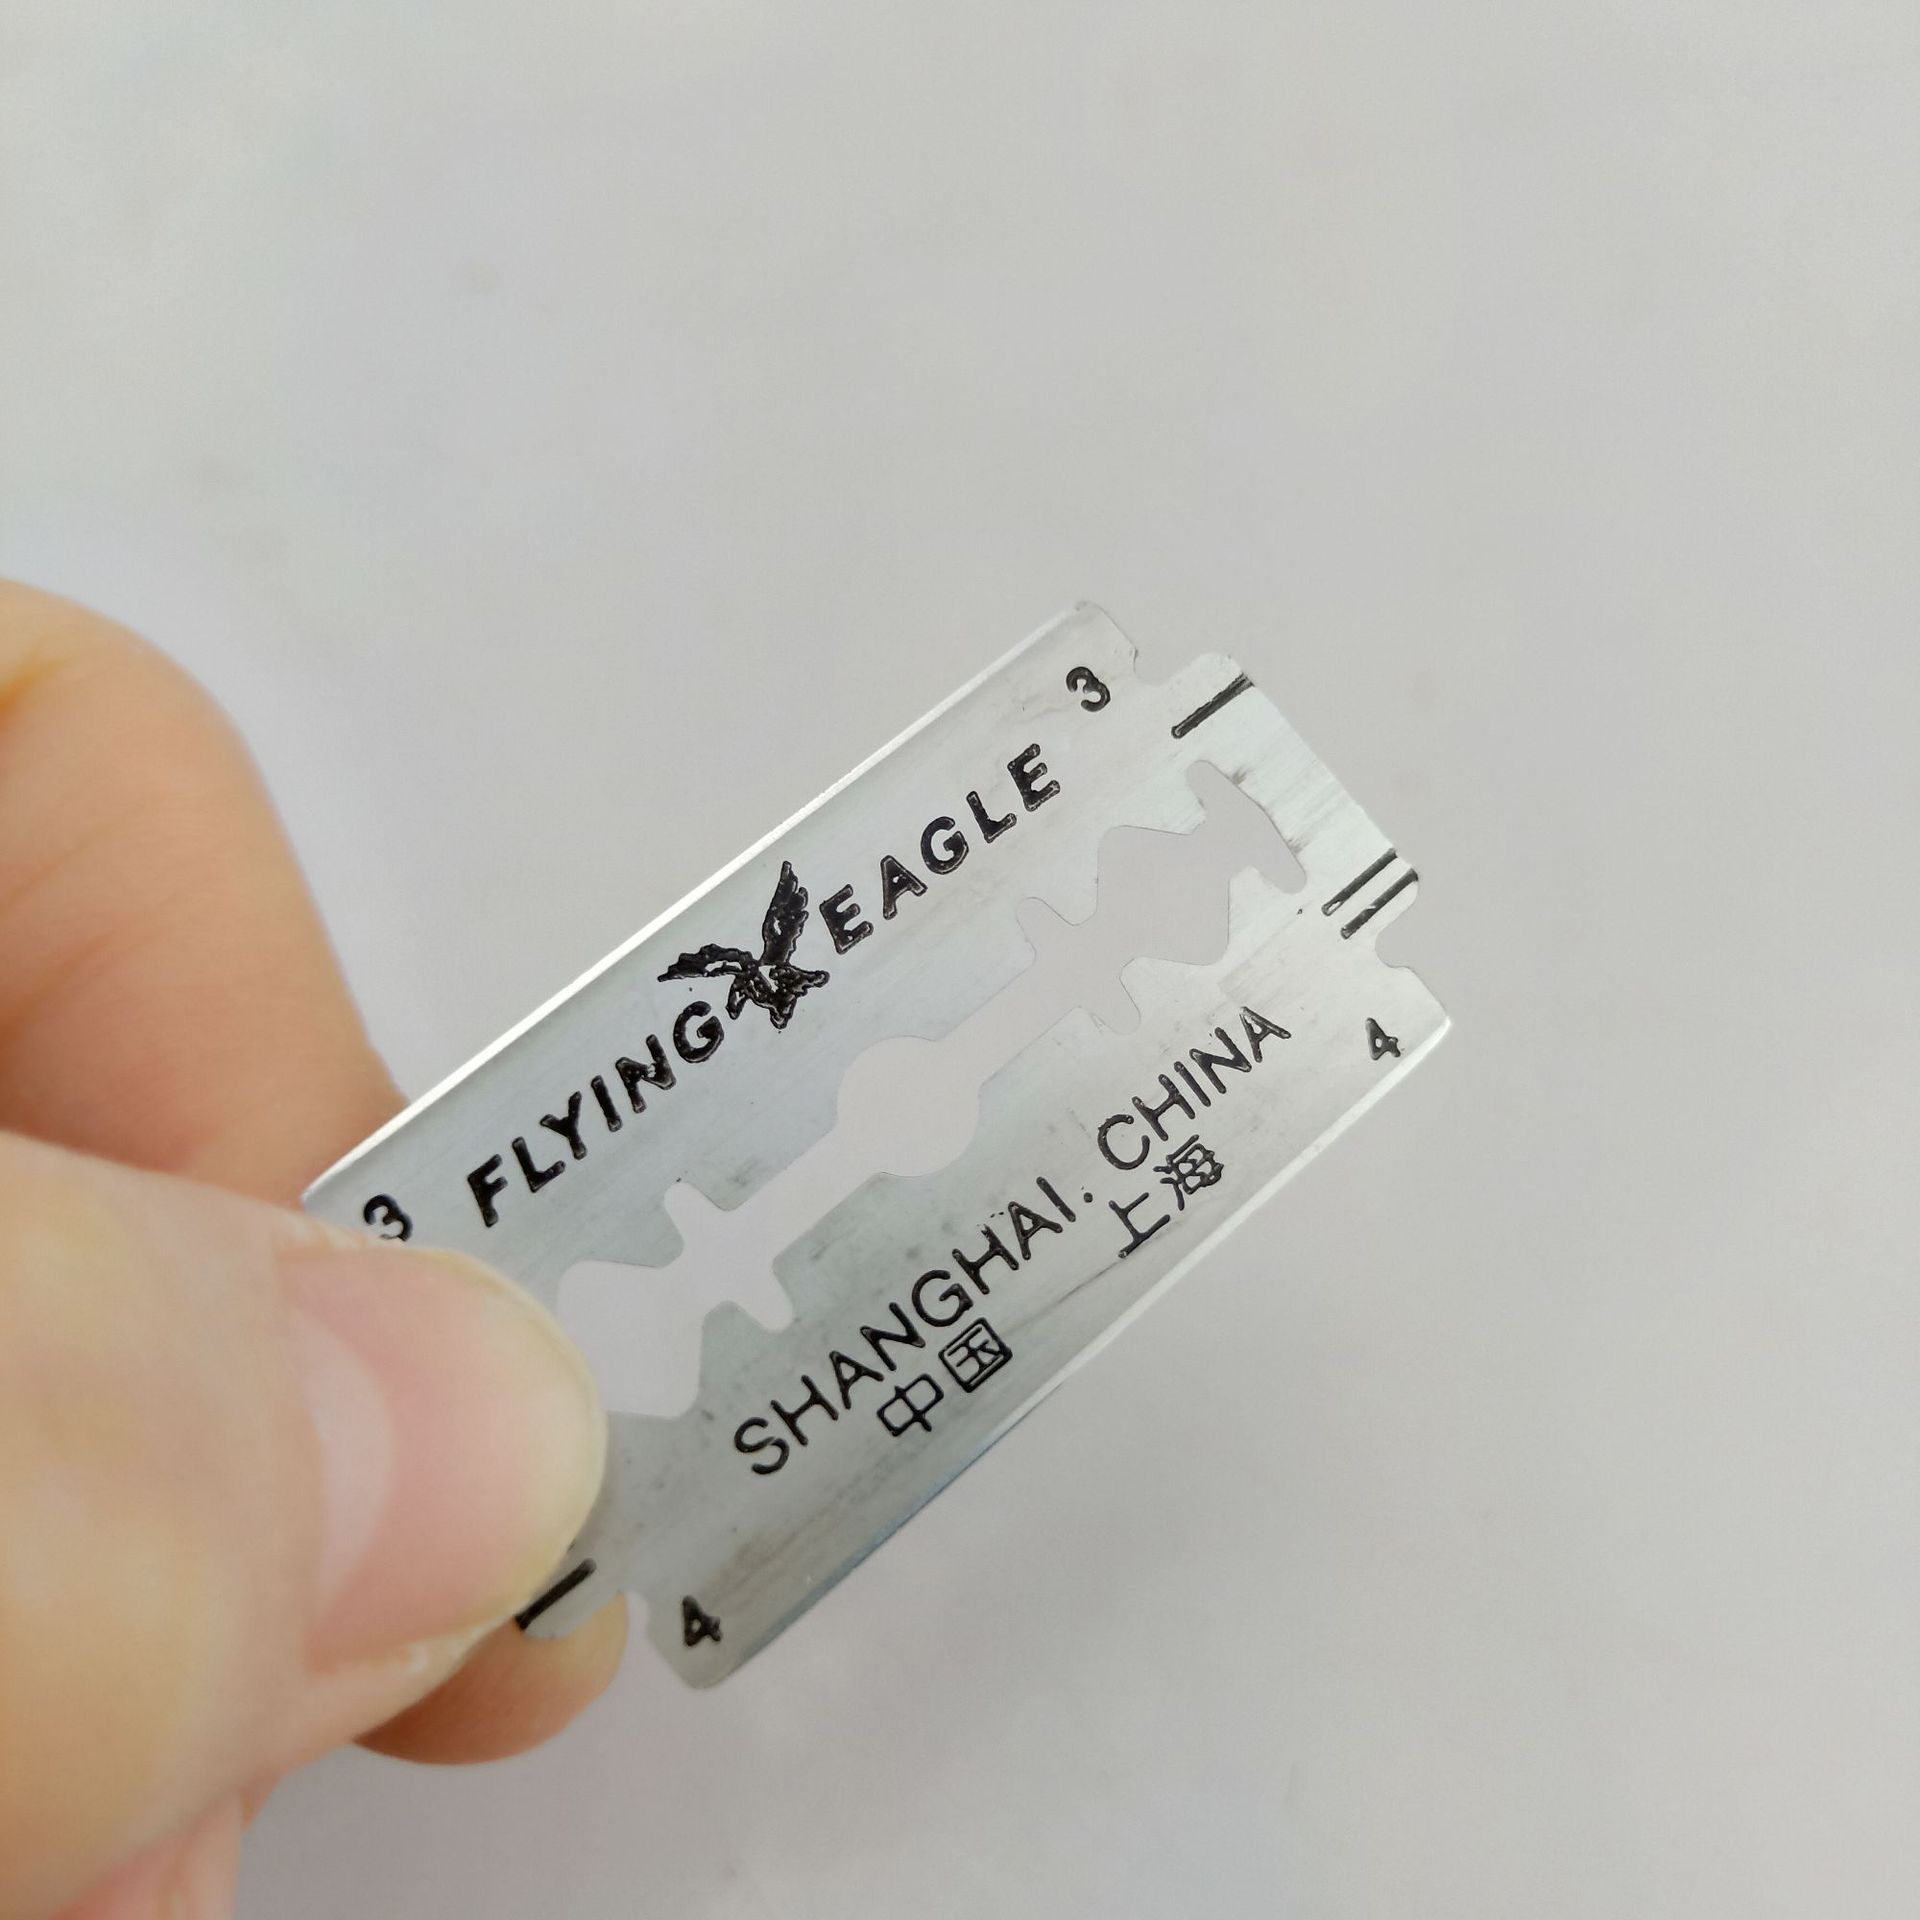 3 FLYING EAGLE 3
SHANGHAI. CHINA
中国 上海
4 4